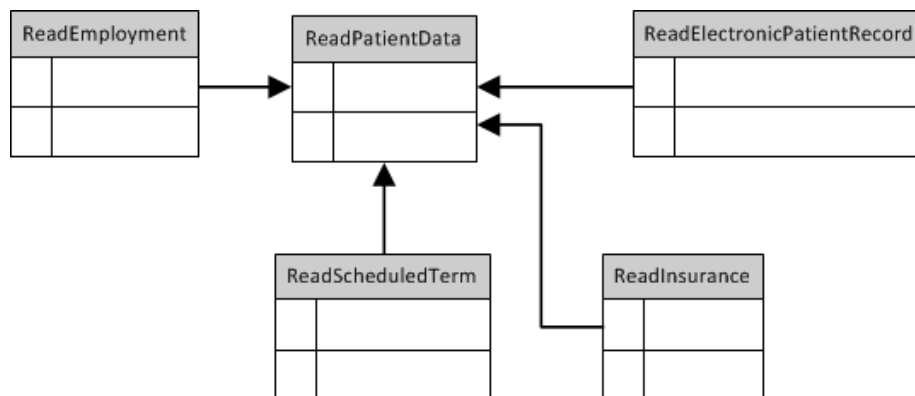 ReadEmployment
ReadPatientData
ReadElectronicPatientRecord
ReadScheduledTerm
ReadInsurance